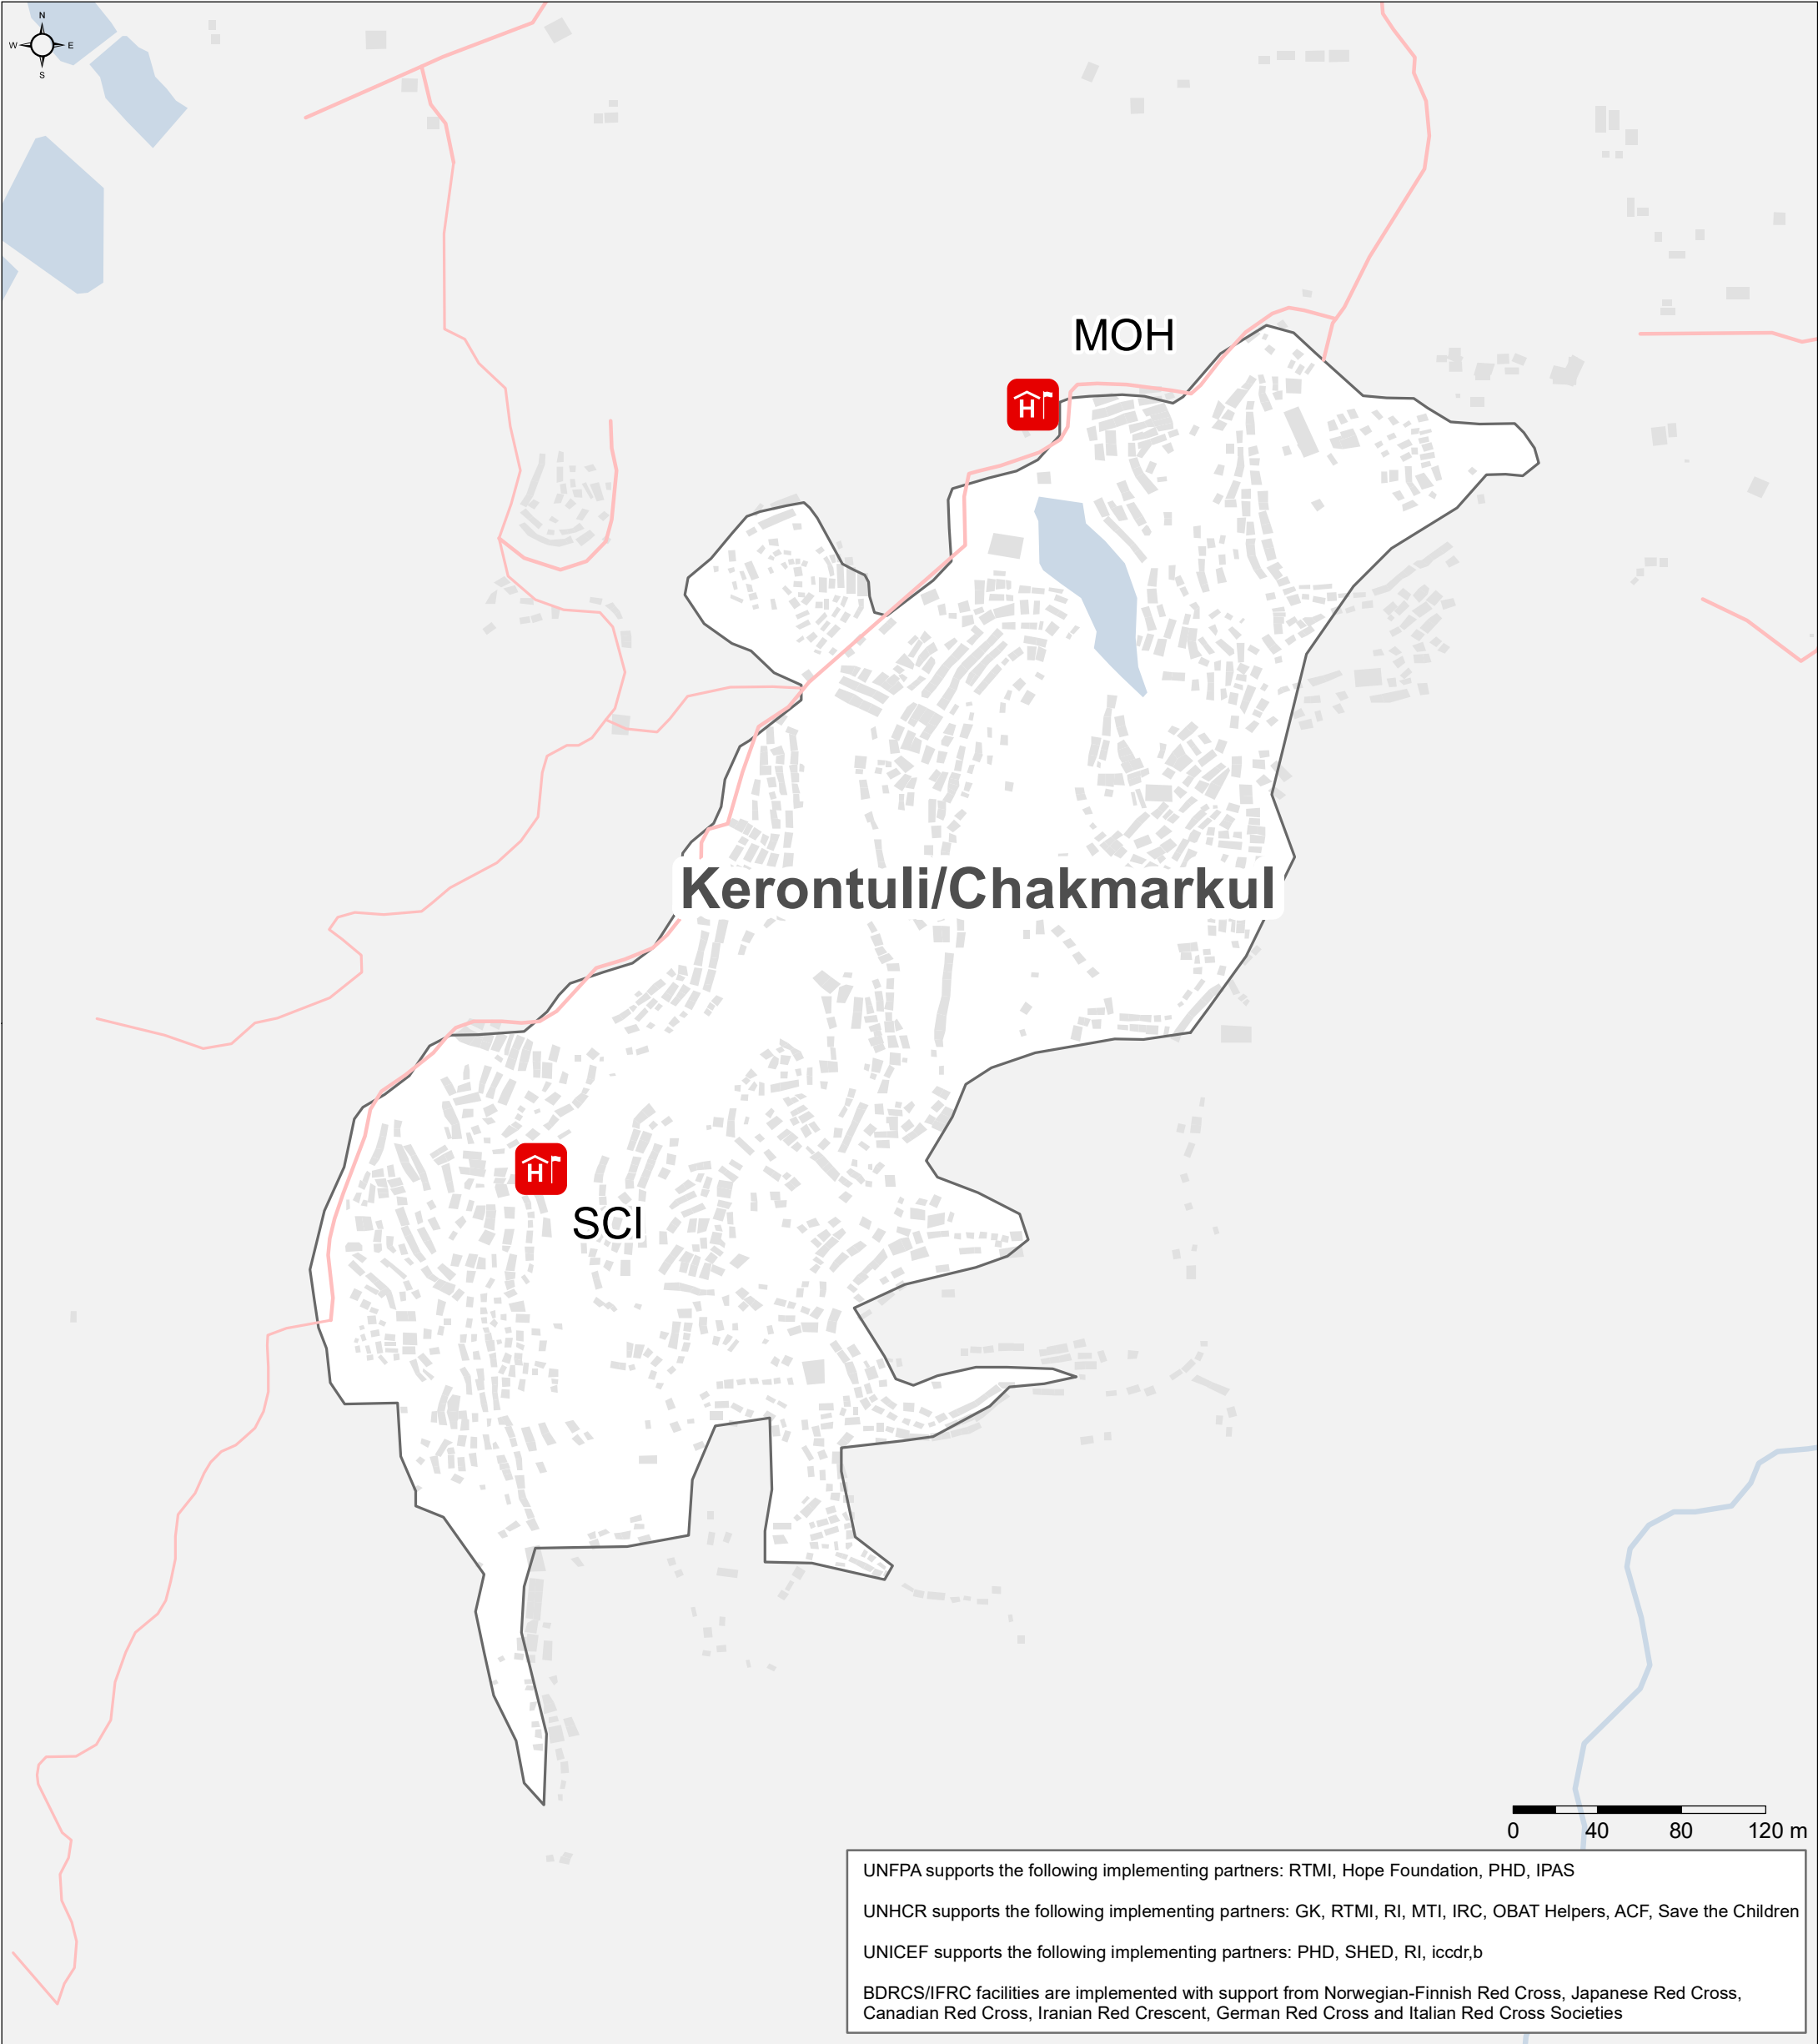 N
W E
S
MOH
H
Kerontuli/Chakmarkul
H
SCI
0 40 80 120 m
UNFPA supports the following implementing partners: RTMI, Hope Foundation, PHD, IPAS
UNHCR supports the following implementing partners: GK, RTMI, RI, MTI, IRC, OBAT Helpers, ACF, Save the Children
UNICEF supports the following implementing partners: PHD, SHED, RI, iccdr,b
BDRCS/IFRC facilities are implemented with support from Norwegian-Finnish Red Cross, Japanese Red Cross,
Canadian Red Cross, Iranian Red Crescent, German Red Cross and Italian Red Cross Societies